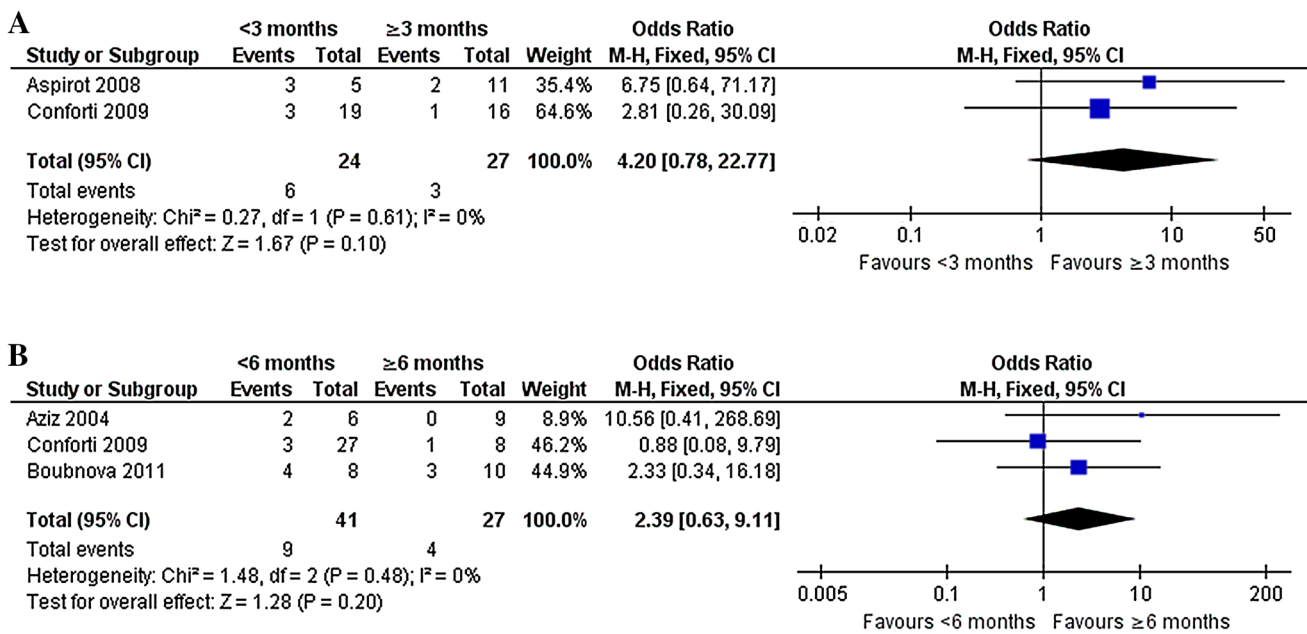 A
<3 months ≥3 months Odds Ratio Odds Ratio
Study or Subgroup Events Total Events Total Weight M-H, Fixed, 95% CI M-H, Fixed, 95% CI
Aspirot 2008 3 5 2 11 35.4% 6.75 [0.64, 71.17]
Conforti 2009 3 19 1 16 64.6% 2.81 [0.26, 30.09]
Total (95% CI) 24 27 100.0% 4.20 [0.78, 22.77]
Total events 6 3
Heterogeneity: Chi² = 0.27, df = 1 (P = 0.61); I² = 0%
Test for overall effect: Z = 1.67 (P = 0.10)
0.02 0.1 1 10 50
Favours <3 months Favours ≥3 months
B
<6 months ≥6 months Odds Ratio Odds Ratio
Study or Subgroup Events Total Events Total Weight M-H, Fixed, 95% CI M-H, Fixed, 95% CI
Aziz 2004 2 6 0 9 8.9% 10.56 [0.41, 268.69]
Conforti 2009 3 27 1 8 46.2% 0.88 [0.08, 9.79]
Boubnova 2011 4 8 3 10 44.9% 2.33 [0.34, 16.18]
Total (95% CI) 41 27 100.0% 2.39 [0.63, 9.11]
Total events 9 4
Heterogeneity: Chi² = 1.48, df = 2 (P = 0.48); I² = 0%
Test for overall effect: Z = 1.28 (P = 0.20)
0.005 0.1 1 10 200
Favours <6 months Favours ≥6 months